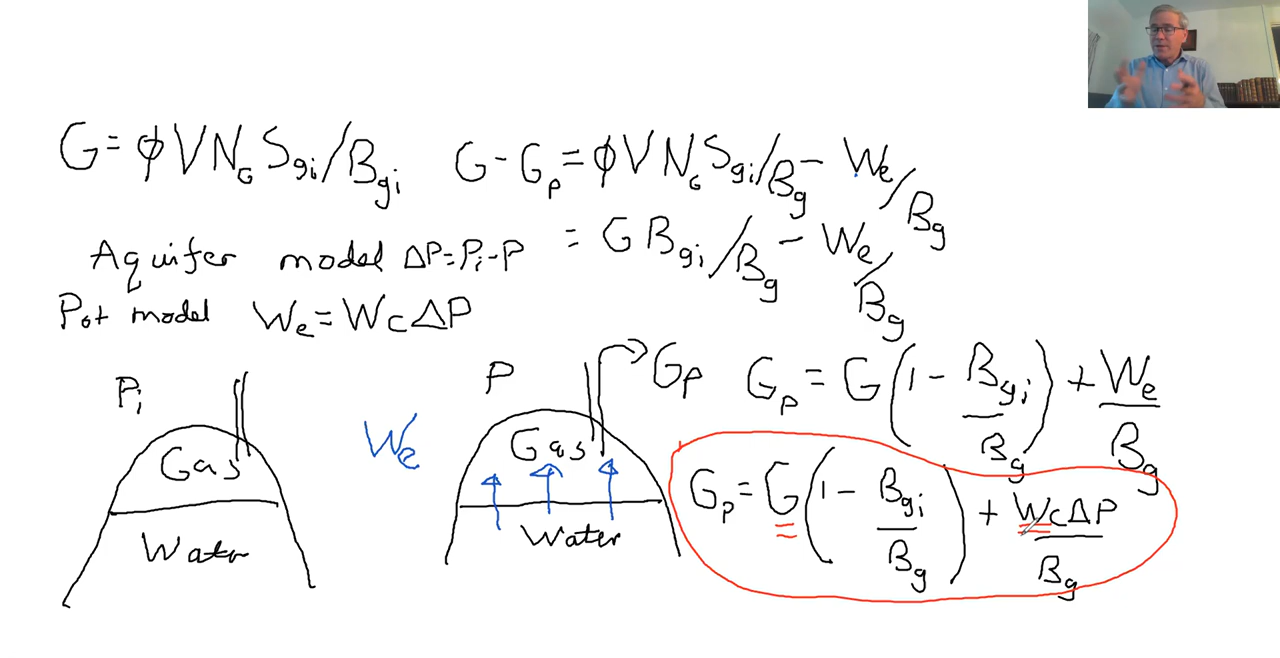 G = φVN_G S_gi/B_gi
G - G_p = φVN_G S_gi/B_g - W_e/B_g
= G B_gi/B_g - W_e/B_g
Aquifer model ΔP = P_i - P
Pot model W_e = W c ΔP
P_i
Gas
Water
W_e
P
G_p
Gas
Water
G_p = G(1 - B_gi/B_g) + W_e/B_g
G_p = G(1 - B_gi/B_g) + W c ΔP/B_g